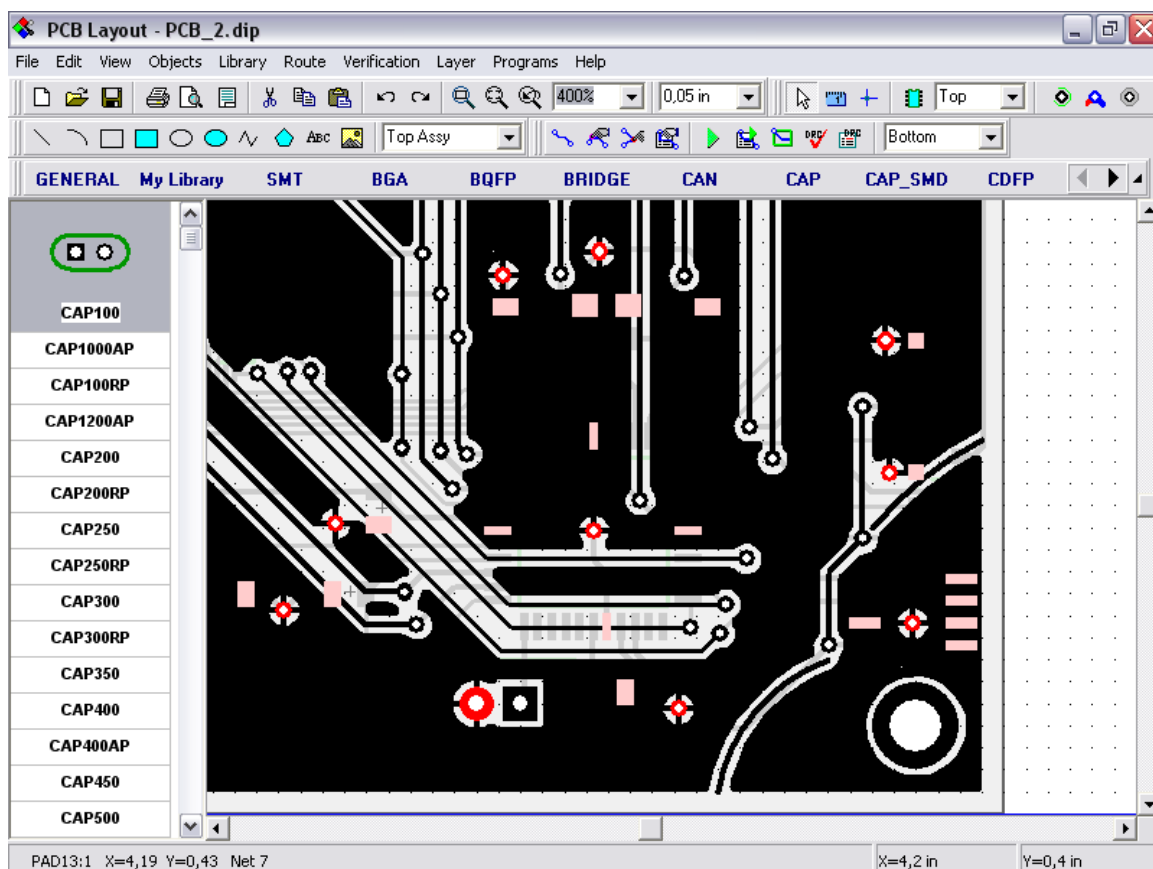 PCB Layout - PCB_2.dip
File Edit View Objects Library Route Verification Layer Programs Help
400% 0,05 in Top
ABC Top Assy DRC DRC Bottom
GENERAL My Library SMT BGA BQFP BRIDGE CAN CAP CAP_SMD CDFP
CAP100
CAP1000AP
CAP100RP
CAP1200AP
CAP200
CAP200RP
CAP250
CAP250RP
CAP300
CAP300RP
CAP350
CAP400
CAP400AP
CAP450
CAP500
PAD13:1 X=4,19 Y=0,43 Net 7 X=4,2 in Y=0,4 in